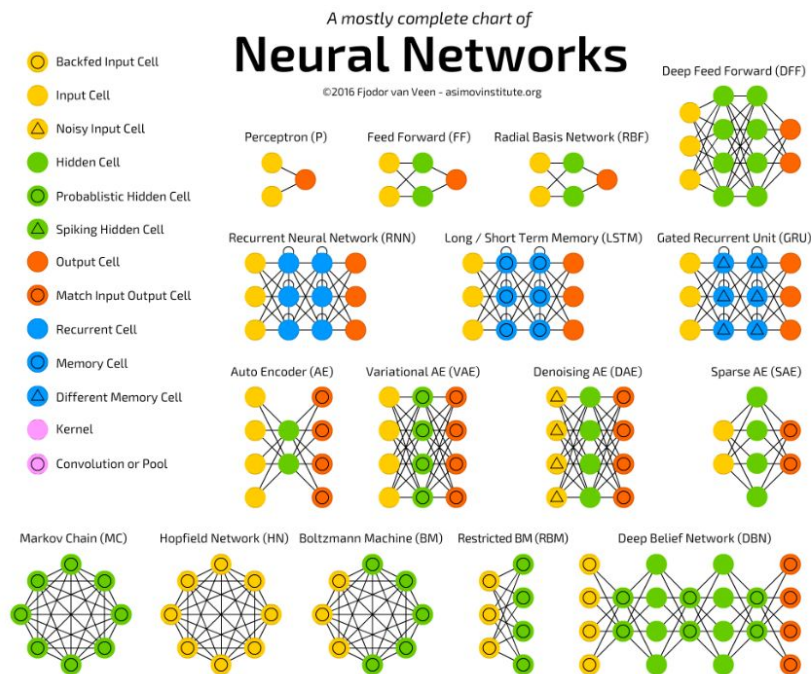 A mostly complete chart of
Neural Networks
©2016 Fjodor van Veen - asimovinstitute.org
Backfed Input Cell
Input Cell
Noisy Input Cell
Hidden Cell
Probablistic Hidden Cell
Spiking Hidden Cell
Output Cell
Match Input Output Cell
Recurrent Cell
Memory Cell
Different Memory Cell
Kernel
Convolution or Pool
Deep Feed Forward (DFF)
Perceptron (P)
Feed Forward (FF)
Radial Basis Network (RBF)
Recurrent Neural Network (RNN)
Long / Short Term Memory (LSTM)
Gated Recurrent Unit (GRU)
Auto Encoder (AE)
Variational AE (VAE)
Denoising AE (DAE)
Sparse AE (SAE)
Markov Chain (MC)
Hopfield Network (HN)
Boltzmann Machine (BM)
Restricted BM (RBM)
Deep Belief Network (DBN)